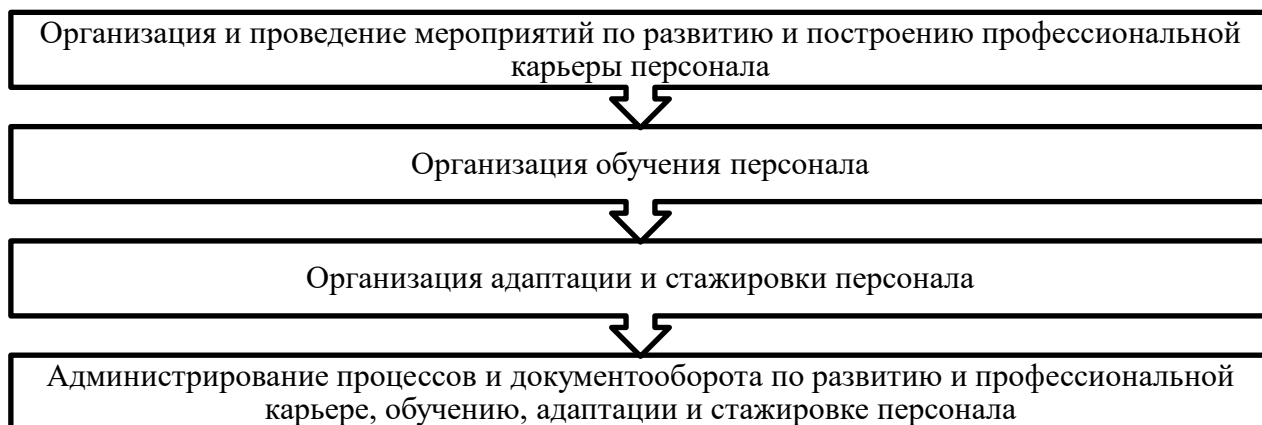 Организация и проведение мероприятий по развитию и построению профессиональной
карьеры персонала
Организация обучения персонала
Организация адаптации и стажировки персонала
Администрирование процессов и документооборота по развитию и профессиональной
карьере, обучению, адаптации и стажировке персонала